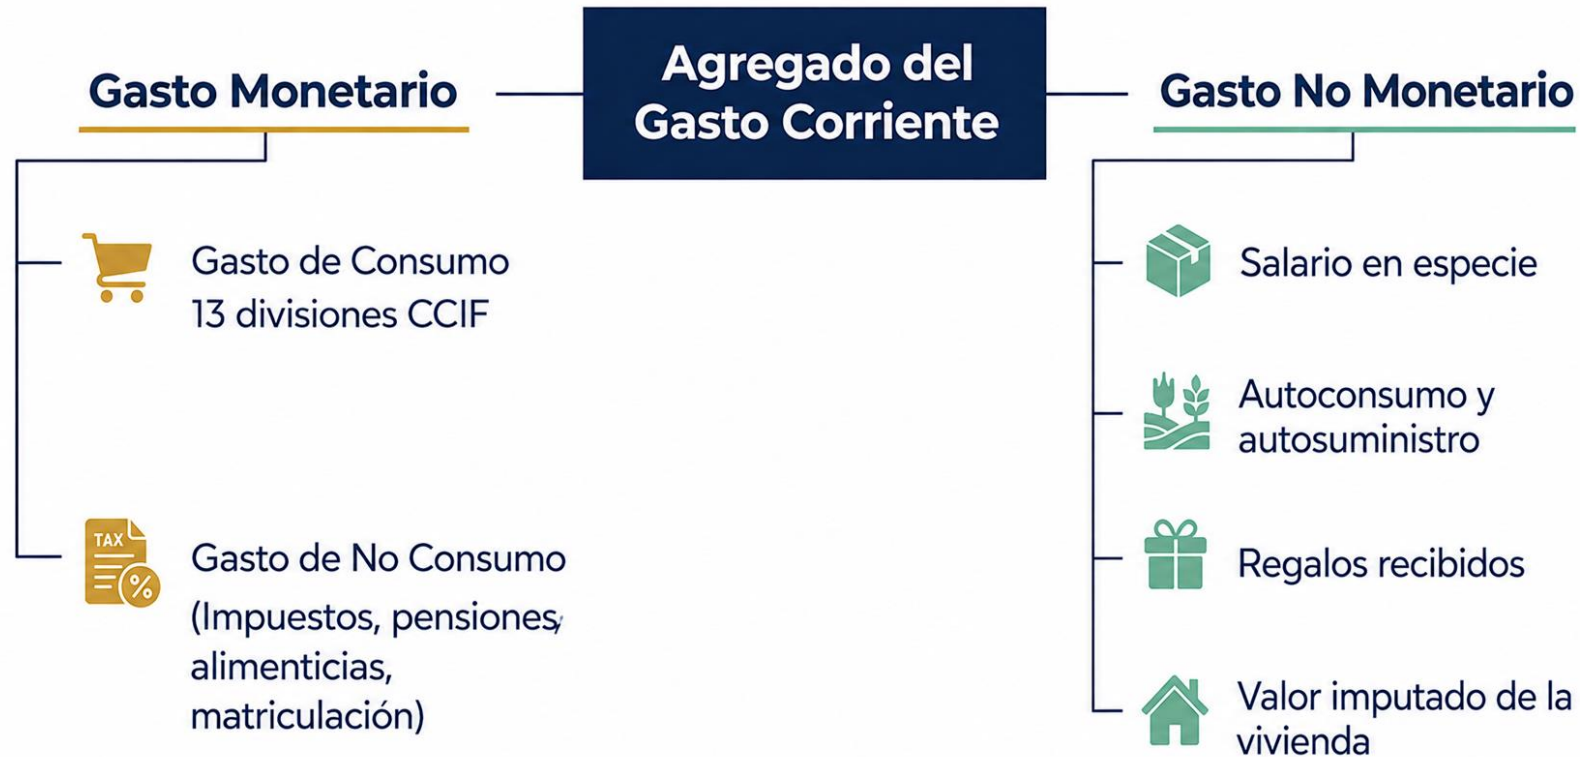 Agregado del
Gasto Corriente
Gasto Monetario
Gasto de Consumo
13 divisiones CCIF
TAX
%
Gasto de No Consumo
(Impuestos, pensiones,
alimenticias,
matriculación)
Gasto No Monetario
Salario en especie
Autoconsumo y
autosuministro
Regalos recibidos
Valor imputado de la
vivienda